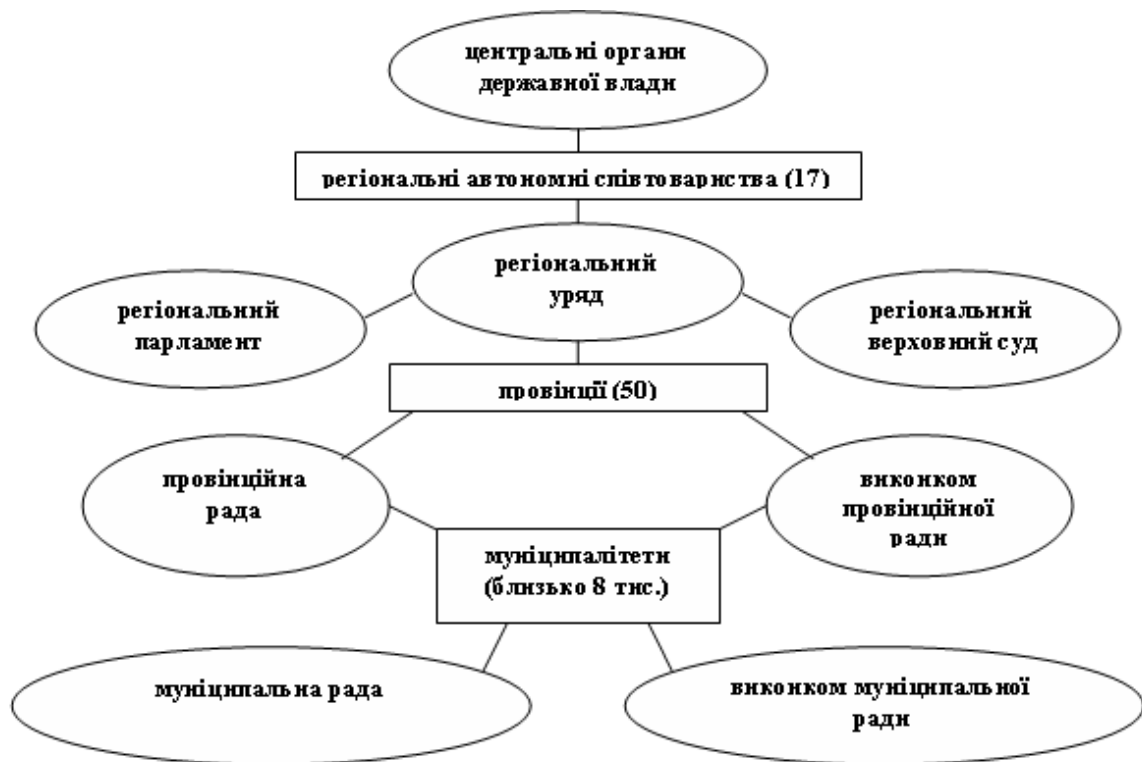 центральні органи
державної влади
регіональні автономні співтовариства (17)
регіональний
уряд
регіональний
парламент
регіональний
верховний суд
провінції (50)
провінційна
рада
виконком
провінційної
ради
муніципалітети
(близько 8 тис.)
муніципальна рада
виконком муніципальної
ради